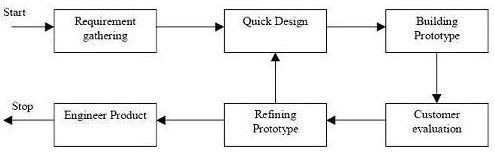 Start
Requirement
gathering
Quick Design
Building
Prototype
Stop
Engineer Product
Refining
Prototype
Customer
evaluation